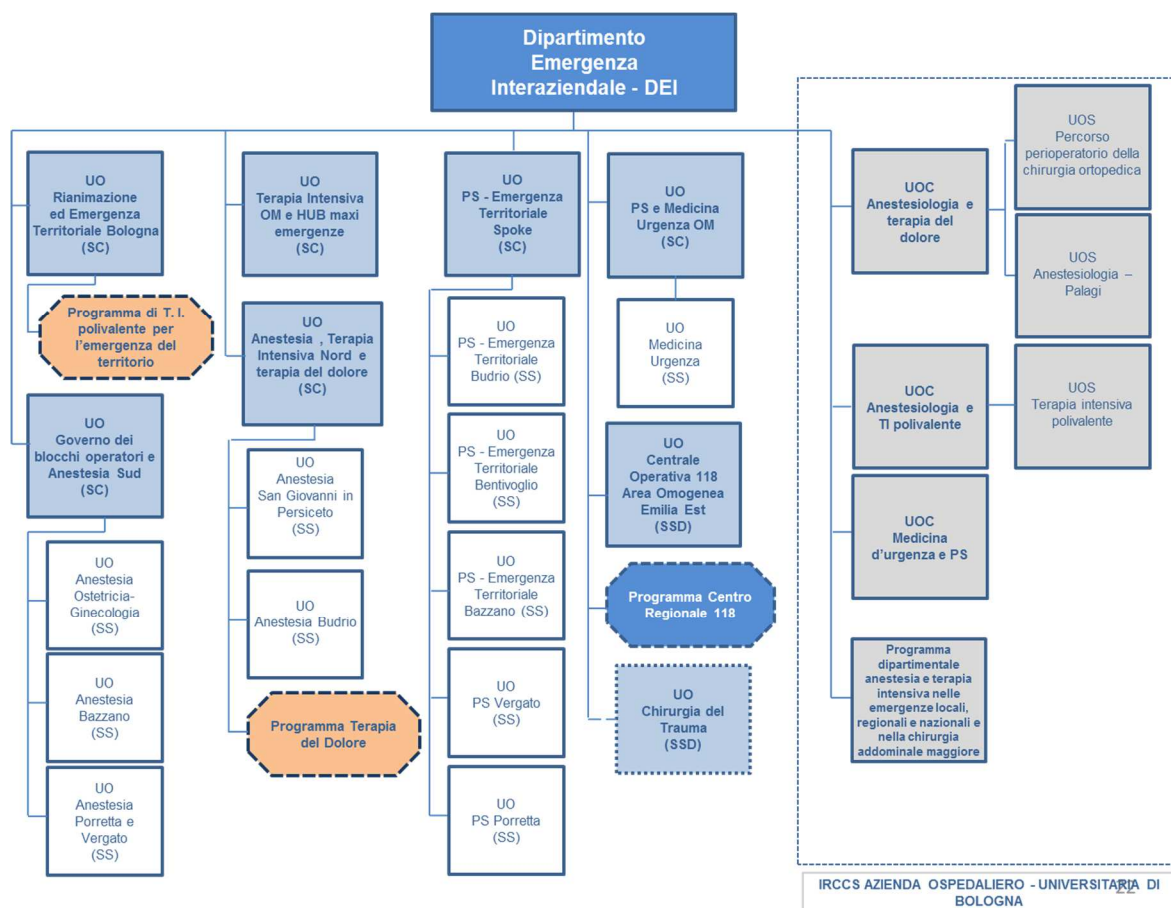 Dipartimento
Emergenza
Interaziendale - DEI
UO
Rianimazione
ed Emergenza
Territoriale Bologna
(SC)
Programma di T. I.
polivalente per
l'emergenza del
territorio
UO
Governo dei
blocchi operatori e
Anestesia Sud
(SC)
UO
Anestesia
Ostetricia-
Ginecologia
(SS)
UO
Anestesia
Bazzano
(SS)
UO
Anestesia
Porretta e
Vergato
(SS)
UO
Terapia Intensiva
OM e HUB maxi
emergenze
(SC)
UO
Anestesia , Terapia
Intensiva Nord e
terapia del dolore
(SC)
UO
Anestesia
San Giovanni in
Persiceto
(SS)
UO
Anestesia Budrio
(SS)
Programma Terapia
del Dolore
UO
PS - Emergenza
Territoriale
Spoke
(SC)
UO
PS - Emergenza
Territoriale
Budrio (SS)
UO
PS - Emergenza
Territoriale
Bentivoglio
(SS)
UO
PS - Emergenza
Territoriale
Bazzano (SS)
UO
PS Vergato
(SS)
UO
PS Porretta
(SS)
UO
PS e Medicina
Urgenza OM
(SC)
UO
Medicina
Urgenza
(SS)
UO
Centrale
Operativa 118
Area Omogenea
Emilia Est
(SSD)
Programma Centro
Regionale 118
UO
Chirurgia del
Trauma
(SSD)
UOC
Anestesiologia e
terapia del
dolore
UOS
Percorso
perioperatorio della
chirurgia ortopedica
UOS
Anestesiologia –
Palagi
UOC
Anestesiologia e
TI polivalente
UOS
Terapia intensiva
polivalente
UOC
Medicina
d'urgenza e PS
Programma
dipartimentale
anestesia e terapia
intensiva nelle
emergenze locali,
regionali e nazionali e
nella chirurgia
addominale maggiore
IRCCS AZIENDA OSPEDALIERO - UNIVERSITARIA DI
BOLOGNA
22